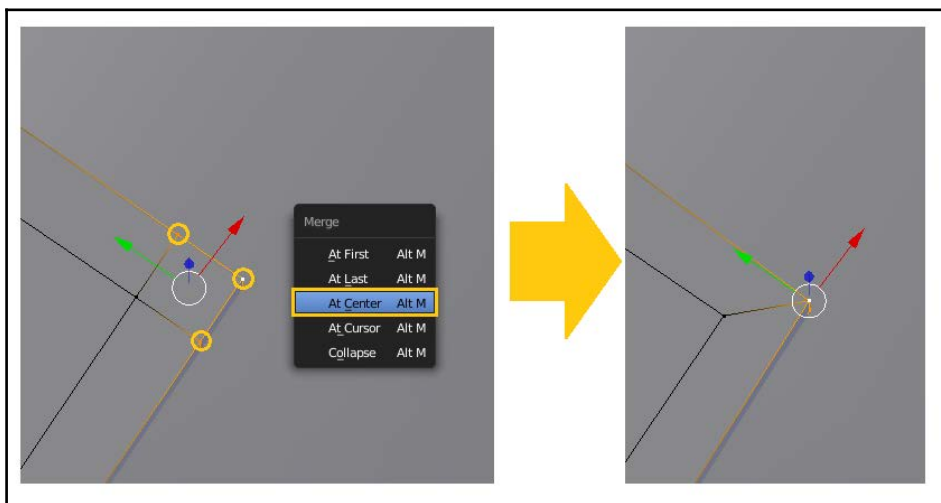 Merge
At First Alt M
At Last Alt M
At Center Alt M
At Cursor Alt M
Collapse Alt M